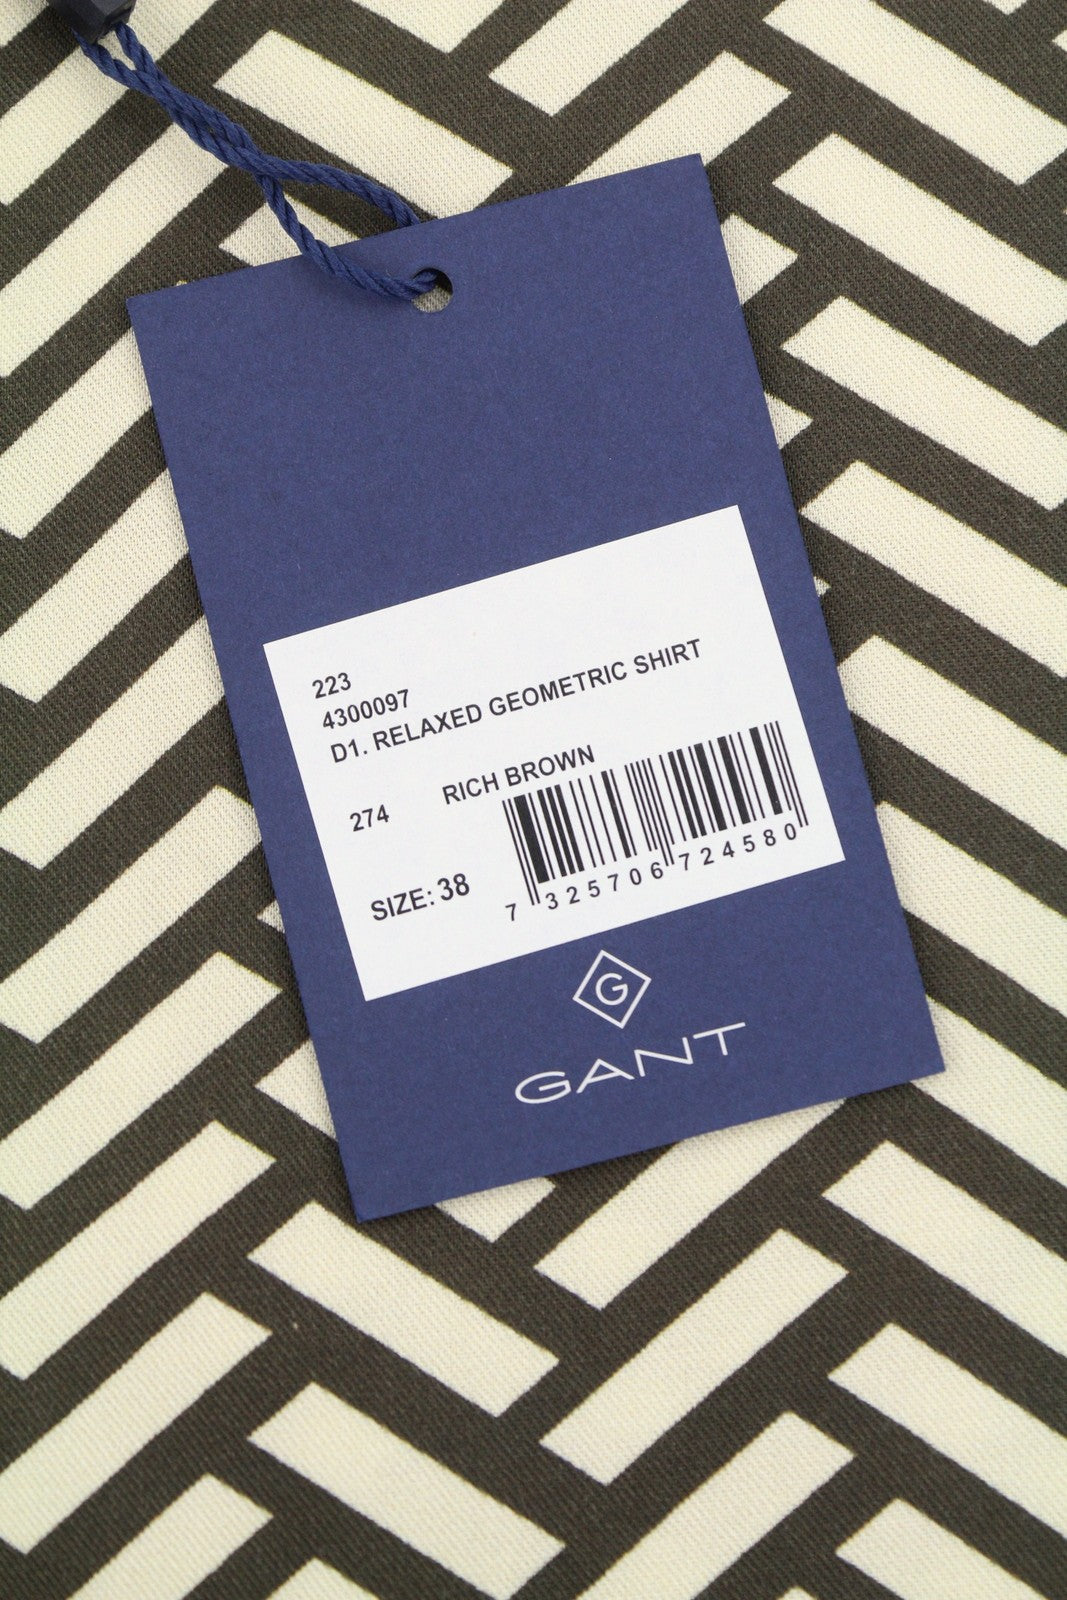 223
4300097
D1. RELAXED GEOMETRIC SHIRT
274 RICH BROWN
SIZE: 38
7 325706 724580
G
GANT